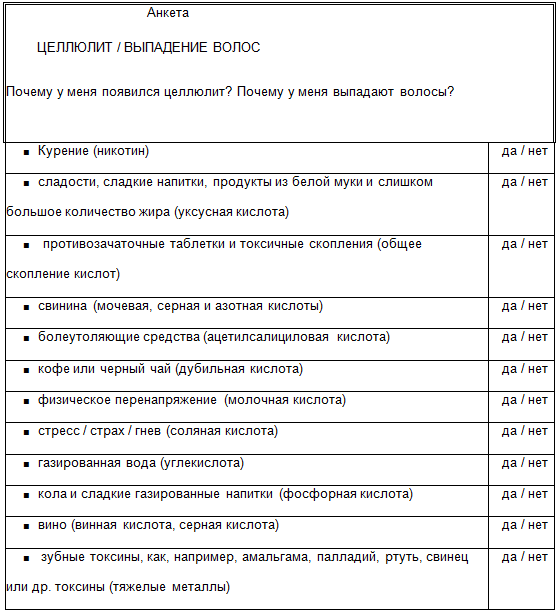 Анкета
ЦЕЛЛЮЛИТ / ВЫПАДЕНИЕ ВОЛОС
Почему у меня появился целлюлит? Почему у меня выпадают волосы?
▪ Курение (никотин) да / нет
▪ сладости, сладкие напитки, продукты из белой муки и слишком да / нет
большое количество жира (уксусная кислота)
▪ противозачаточные таблетки и токсичные скопления (общее да / нет
скопление кислот)
▪ свинина (мочевая, серная и азотная кислоты) да / нет
▪ болеутоляющие средства (ацетилсалициловая кислота) да / нет
▪ кофе или черный чай (дубильная кислота) да / нет
▪ физическое перенапряжение (молочная кислота) да / нет
▪ стресс / страх / гнев (соляная кислота) да / нет
▪ газированная вода (углекислота) да / нет
▪ кола и сладкие газированные напитки (фосфорная кислота) да / нет
▪ вино (винная кислота, серная кислота) да / нет
▪ зубные токсины, как, например, амальгама, палладий, ртуть, свинец да / нет
или др. токсины (тяжелые металлы)